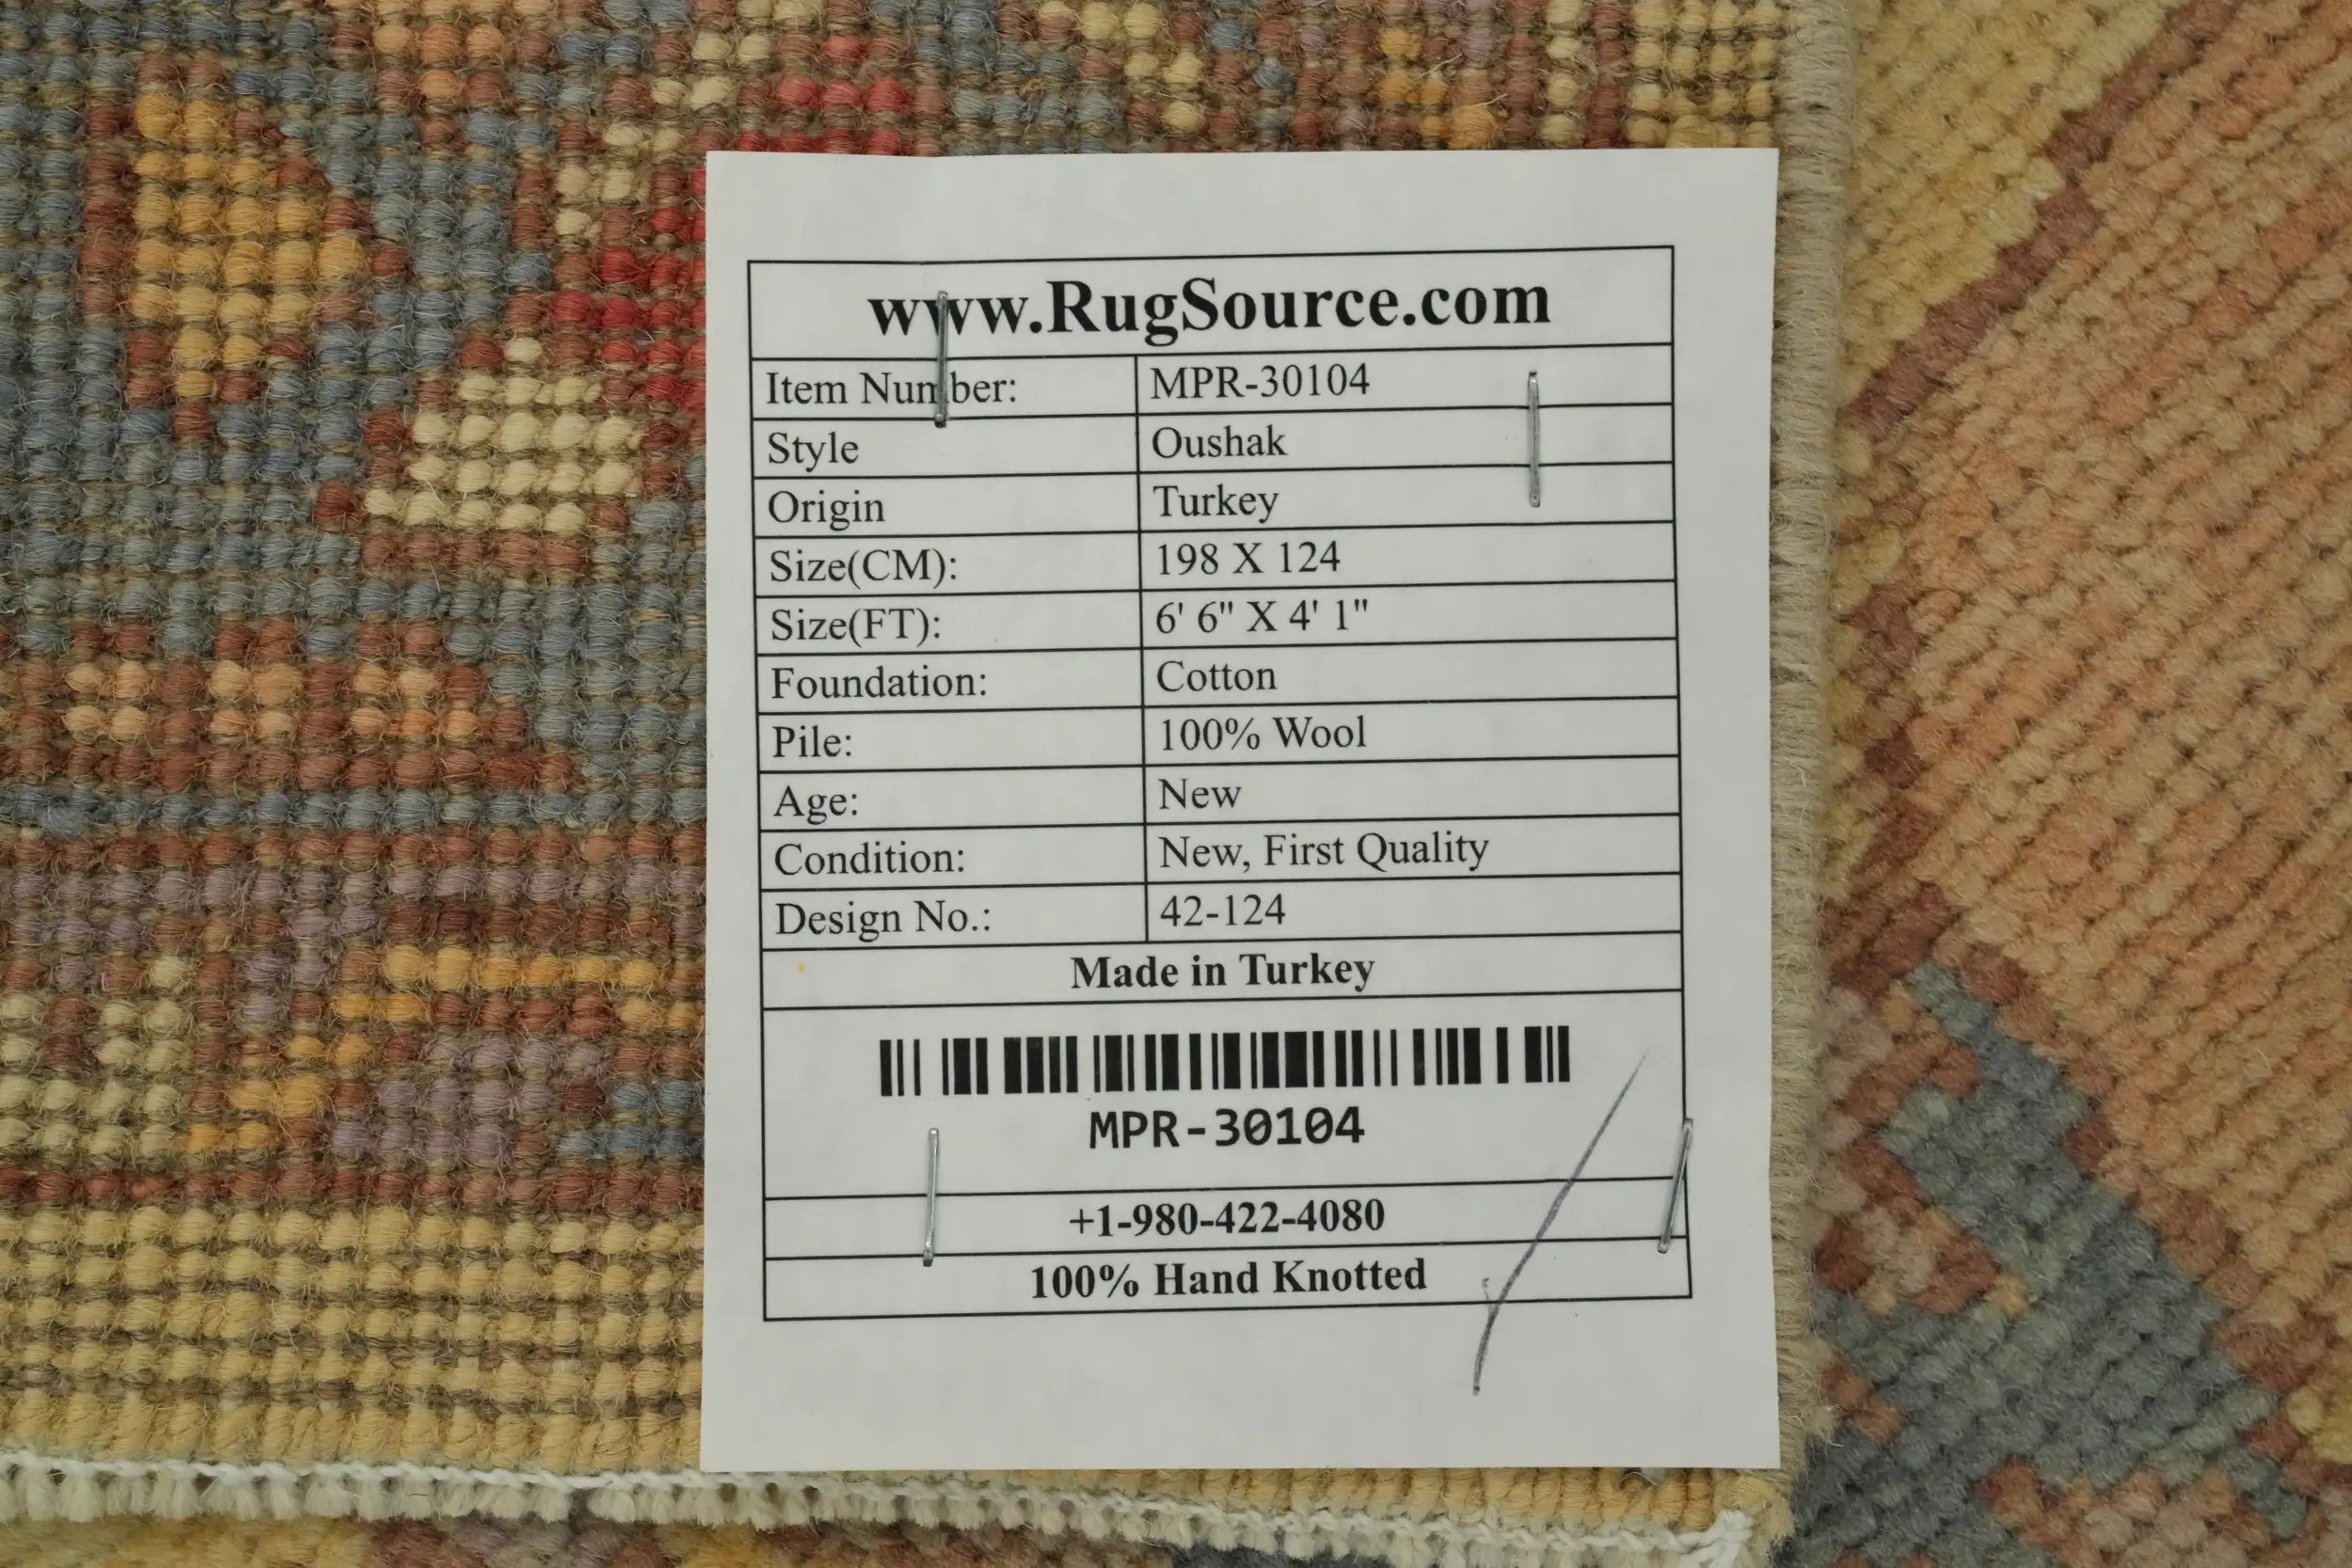 www.RugSource.com
Item Number: MPR-30104
Style Oushak
Origin Turkey
Size(CM): 198 X 124
Size(FT): 6' 6" X 4' 1"
Foundation: Cotton
Pile: 100% Wool
Age: New
Condition: New, First Quality
Design No.: 42-124
Made in Turkey
MPR-30104
+1-980-422-4080
100% Hand Knotted